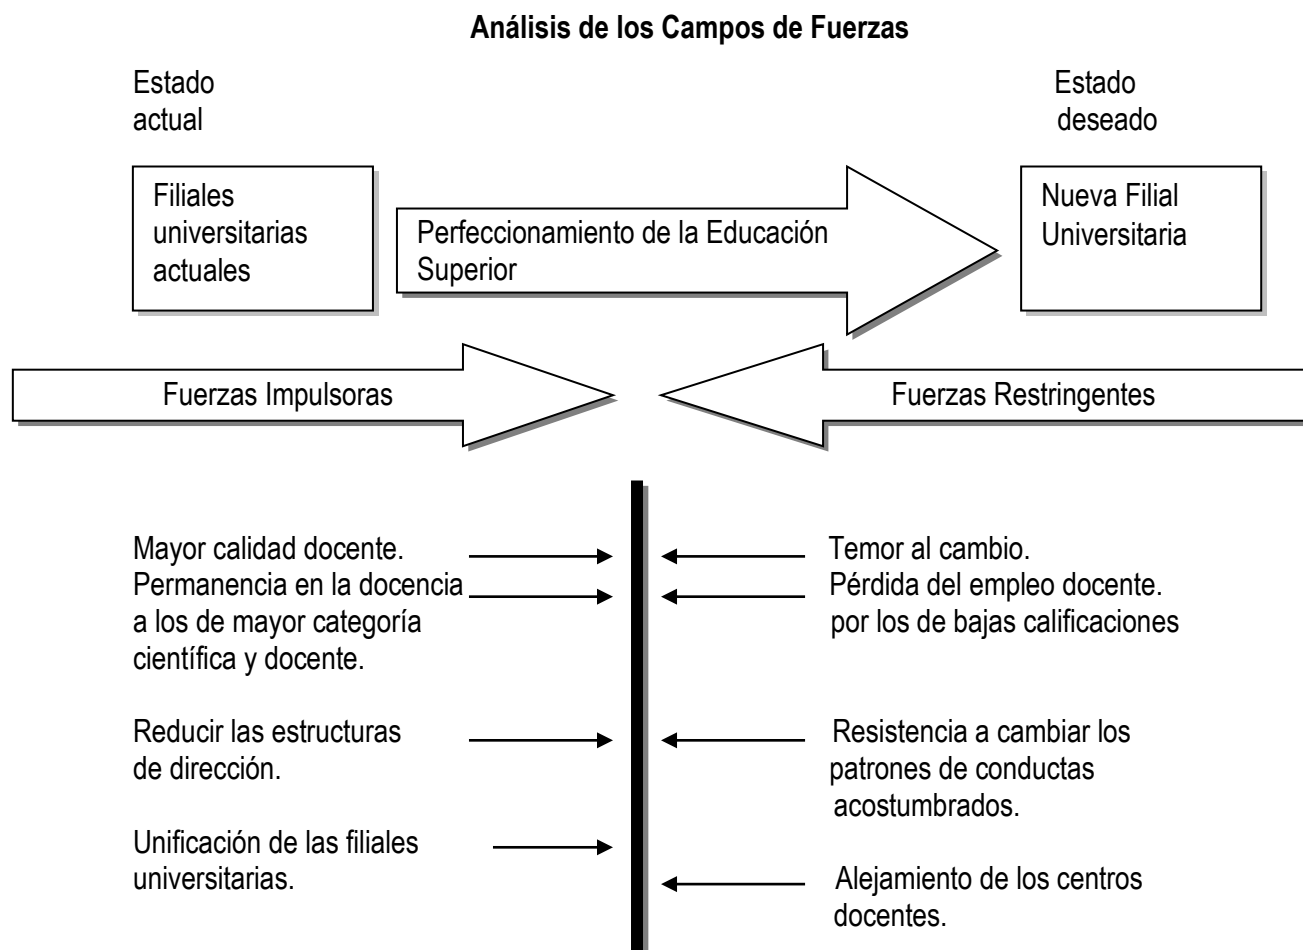 Análisis de los Campos de Fuerzas
Estado
actual
Estado
deseado
Filiales
universitarias
actuales
Perfeccionamiento de la Educación
Superior
Nueva Filial
Universitaria
Fuerzas Impulsoras
Fuerzas Restringentes
Mayor calidad docente.
Permanencia en la docencia
a los de mayor categoría
científica y docente.
Reducir las estructuras
de dirección.
Unificación de las filiales
universitarias.
Temor al cambio.
Pérdida del empleo docente.
por los de bajas calificaciones
Resistencia a cambiar los
patrones de conductas
acostumbrados.
Alejamiento de los centros
docentes.